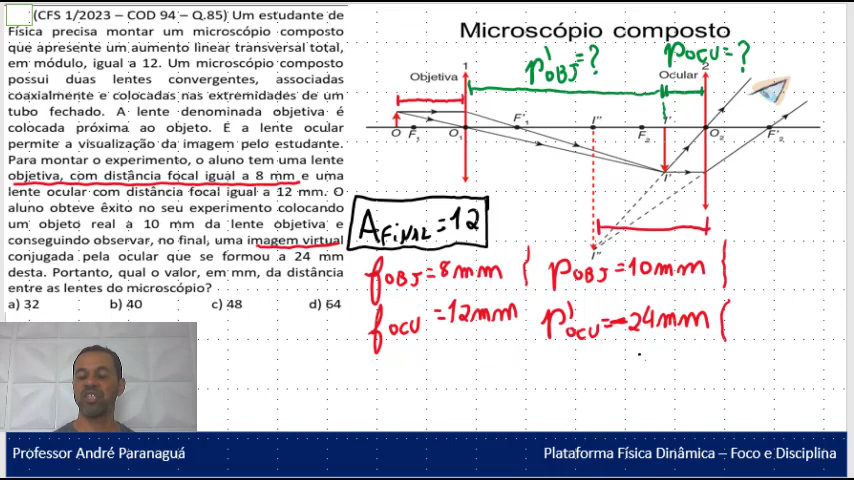 (CFS 1/2023 – COD 94 – Q.85) Um estudante de
Física precisa montar um microscópio composto
que apresente um aumento linear transversal total,
em módulo, igual a 12. Um microscópio composto
possui duas lentes convergentes, associadas
coaxialmente e colocadas nas extremidades de um
tubo fechado. A lente denominada objetiva é
colocada próxima ao objeto. E a lente ocular
permite a visualização da imagem pelo estudante.
Para montar o experimento, o aluno tem uma lente
objetiva, com distância focal igual a 8 mm e uma
lente ocular com distância focal igual a 12 mm. O
aluno obteve êxito no seu experimento colocando
um objeto real a 10 mm da lente objetiva e
conseguindo observar, no final, uma imagem virtual
conjugada pela ocular que se formou a 24 mm
desta. Portanto, qual o valor, em mm, da distância
entre as lentes do microscópio?
a) 32 b) 40 c) 48 d) 64
Microscópio composto
p'OBJ=? pOCU=?
1 2
Objetiva Ocular
O F1 O1 F'1 I'' F2 I' O2 F'2
I'
I''
AFINAL=12
fOBJ=8mm pOBJ=10mm
fOCU=12mm p'OCU=-24mm
Professor André Paranaguá
Plataforma Física Dinâmica – Foco e Disciplina